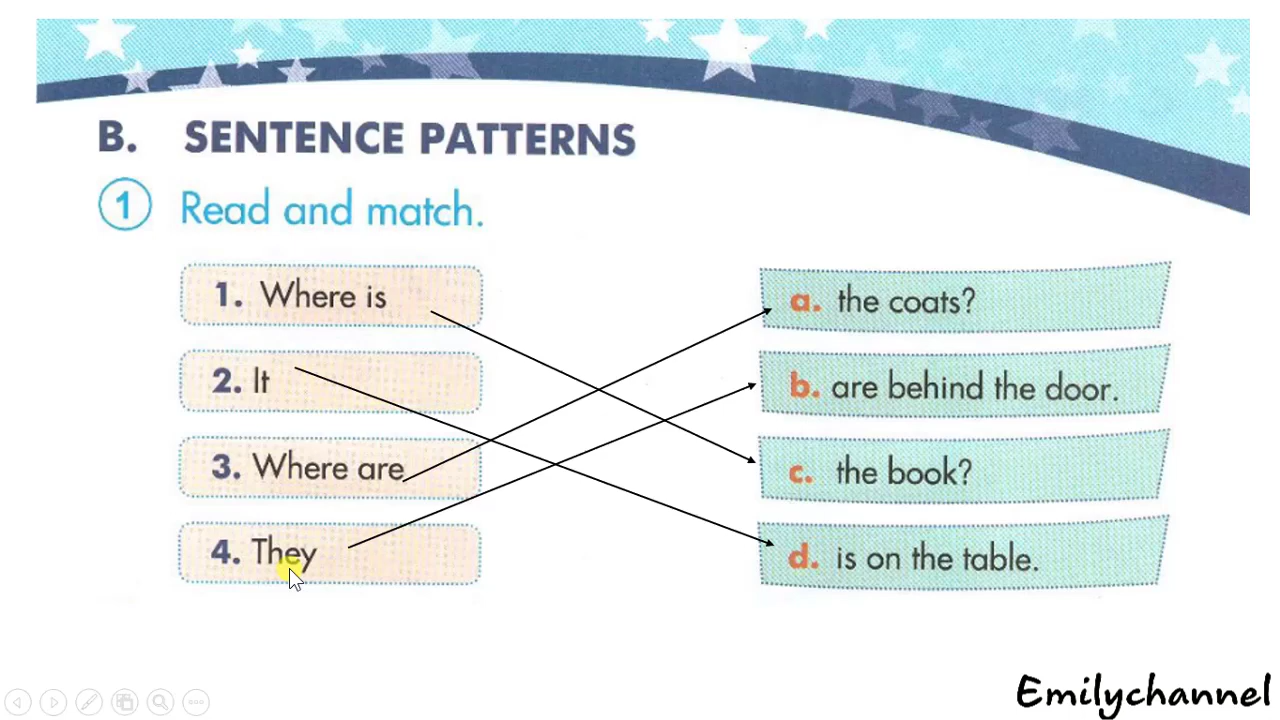 B. SENTENCE PATTERNS
1 Read and match.
1. Where is
2. It
3. Where are
4. They
a. the coats?
b. are behind the door.
c. the book?
d. is on the table.
Emilychannel